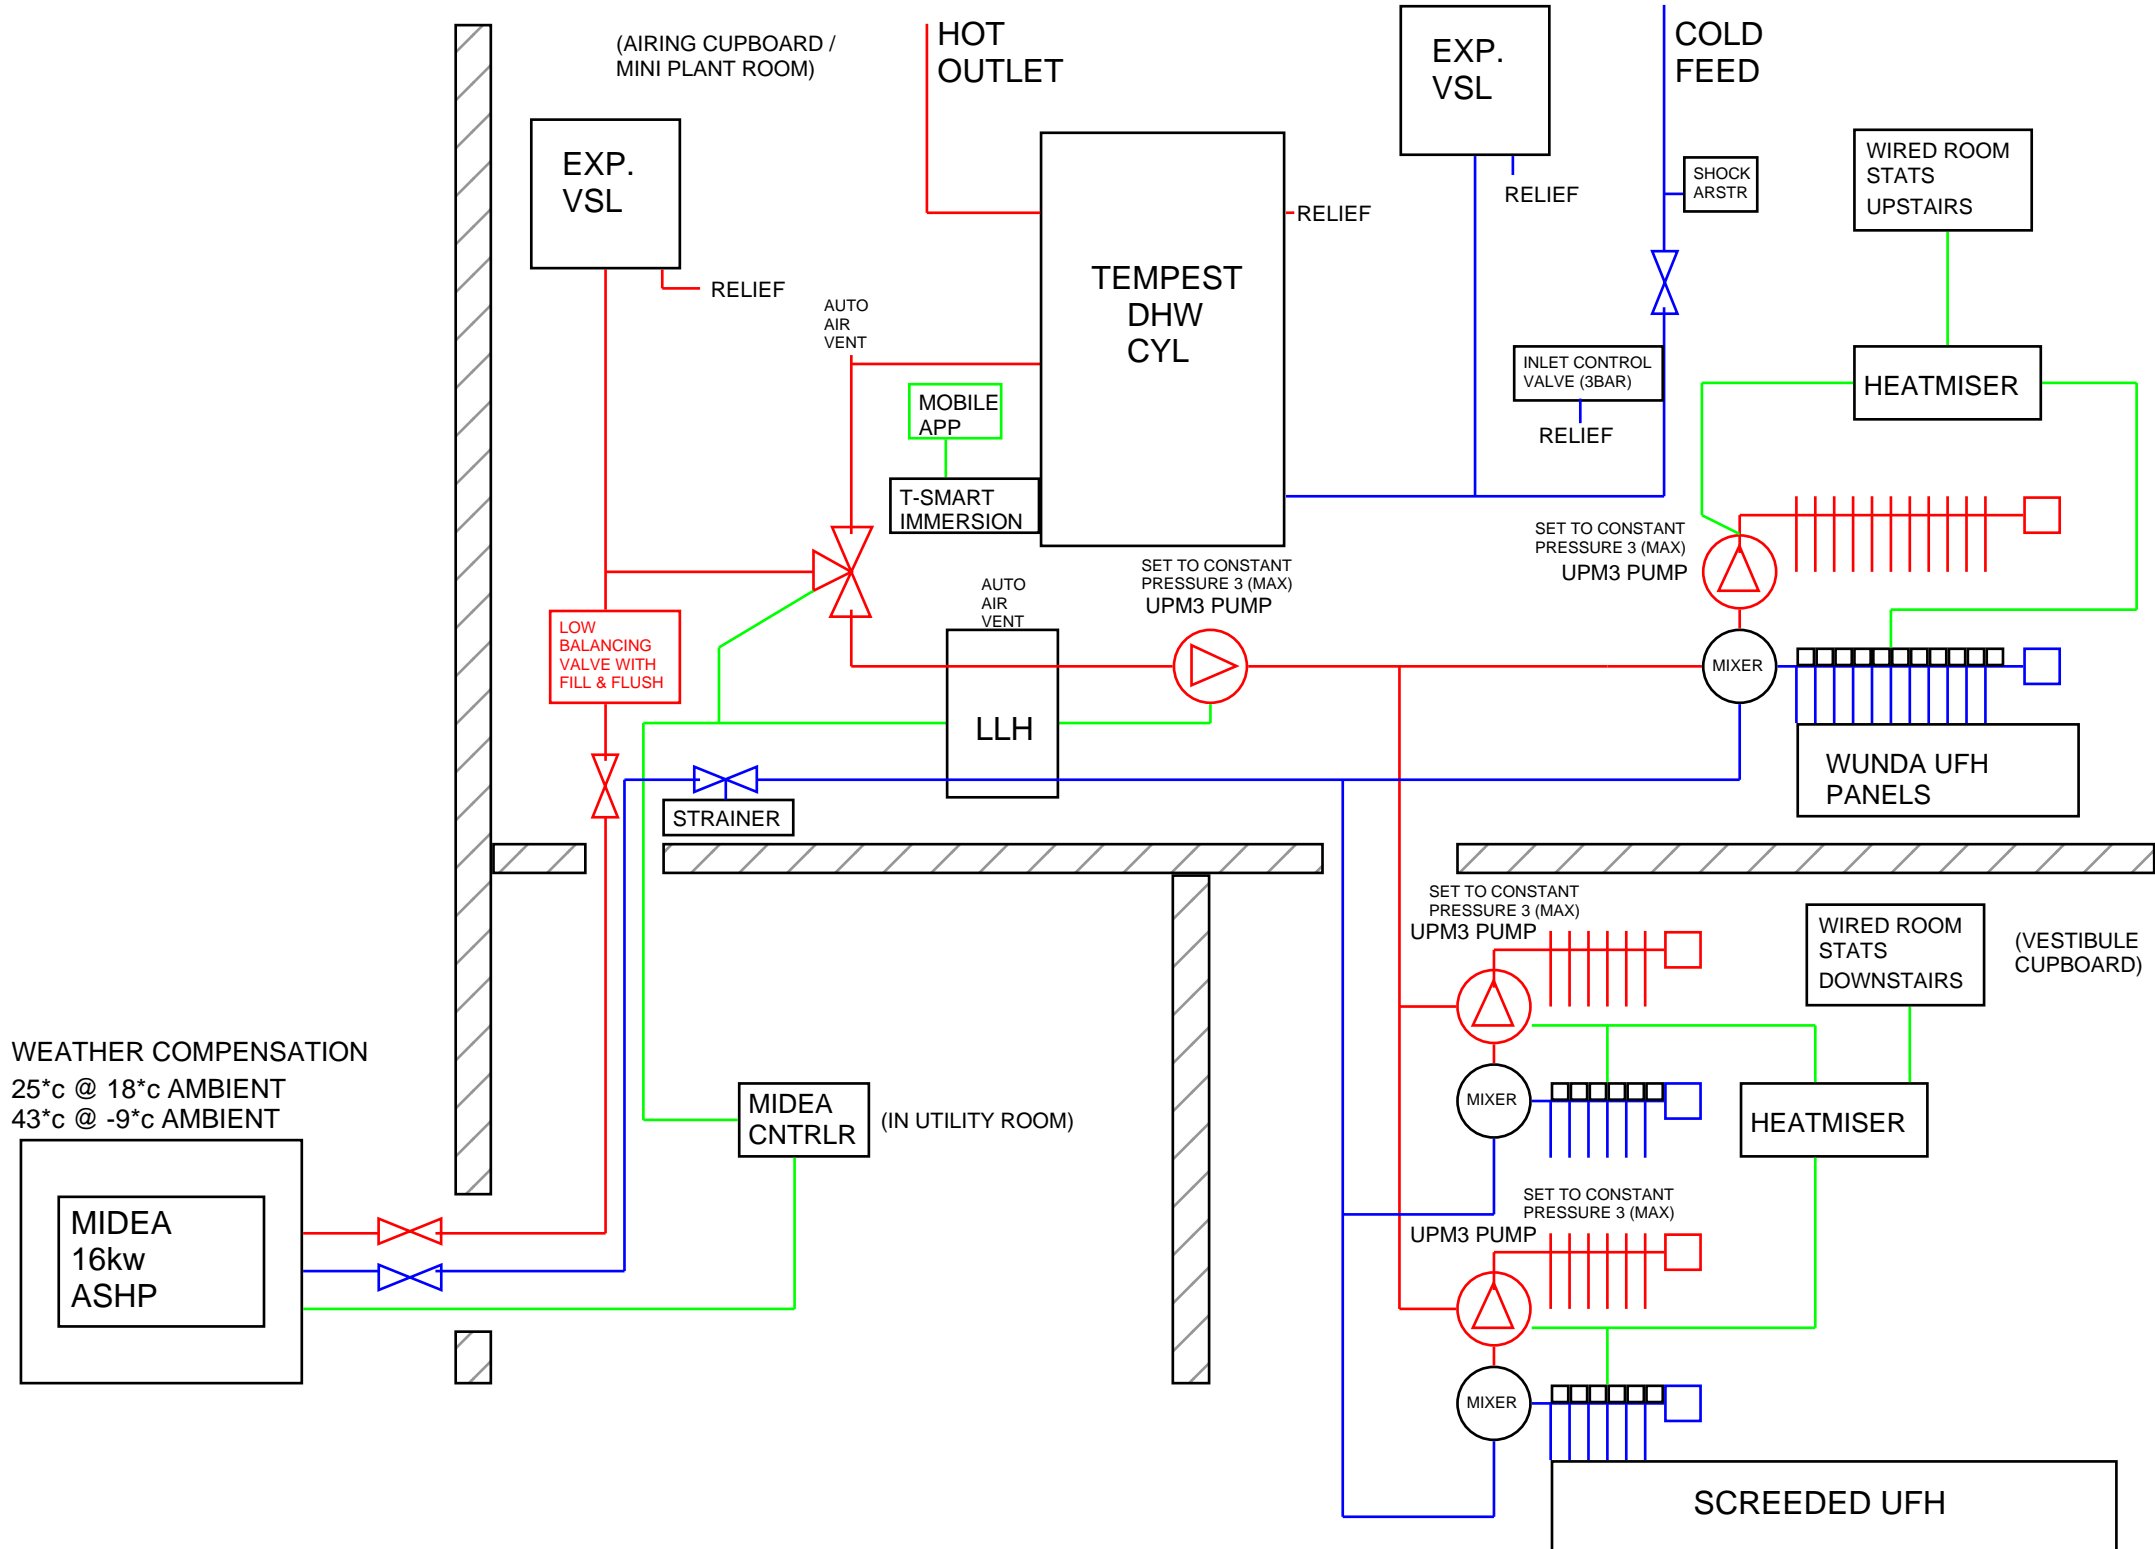 (AIRING CUPBOARD /
MINI PLANT ROOM)
HOT
OUTLET
EXP.
VSL
COLD
FEED
EXP.
VSL
RELIEF
RELIEF
RELIEF
SHOCK
ARSTR
WIRED ROOM
STATS
UPSTAIRS
AUTO
AIR
VENT
TEMPEST
DHW
CYL
MOBILE
APP
T-SMART
IMMERSION
INLET CONTROL
VALVE (3BAR)
RELIEF
HEATMISER
SET TO CONSTANT
PRESSURE 3 (MAX)
UPM3 PUMP
SET TO CONSTANT
PRESSURE 3 (MAX)
UPM3 PUMP
AUTO
AIR
VENT
LOW
BALANCING
VALVE WITH
FILL & FLUSH
LLH
MIXER
WUNDA UFH
PANELS
STRAINER
SET TO CONSTANT
PRESSURE 3 (MAX)
UPM3 PUMP
WIRED ROOM
STATS
DOWNSTAIRS
(VESTIBULE
CUPBOARD)
WEATHER COMPENSATION
25*c @ 18*c AMBIENT
43*c @ -9*c AMBIENT
MIDEA
CNTRLR
(IN UTILITY ROOM)
MIXER
HEATMISER
MIDEA
16kw
ASHP
SET TO CONSTANT
PRESSURE 3 (MAX)
UPM3 PUMP
MIXER
SCREEDED UFH